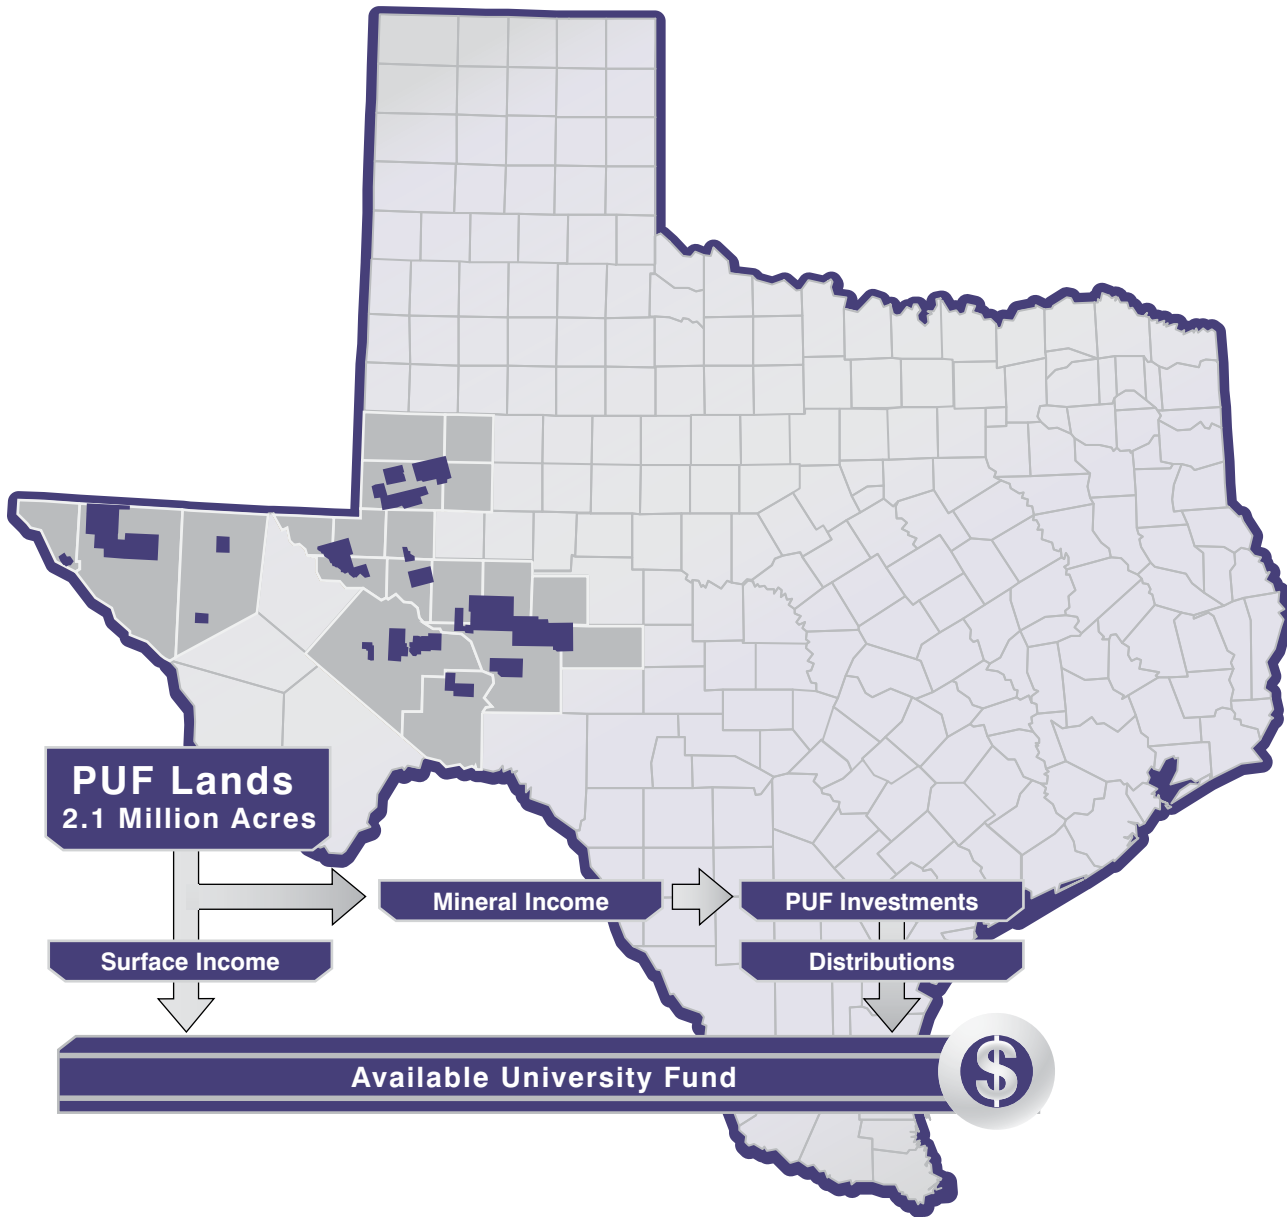 PUF Lands
2.1 Million Acres
Mineral Income
PUF Investments
Surface Income
Distributions
Available University Fund
$